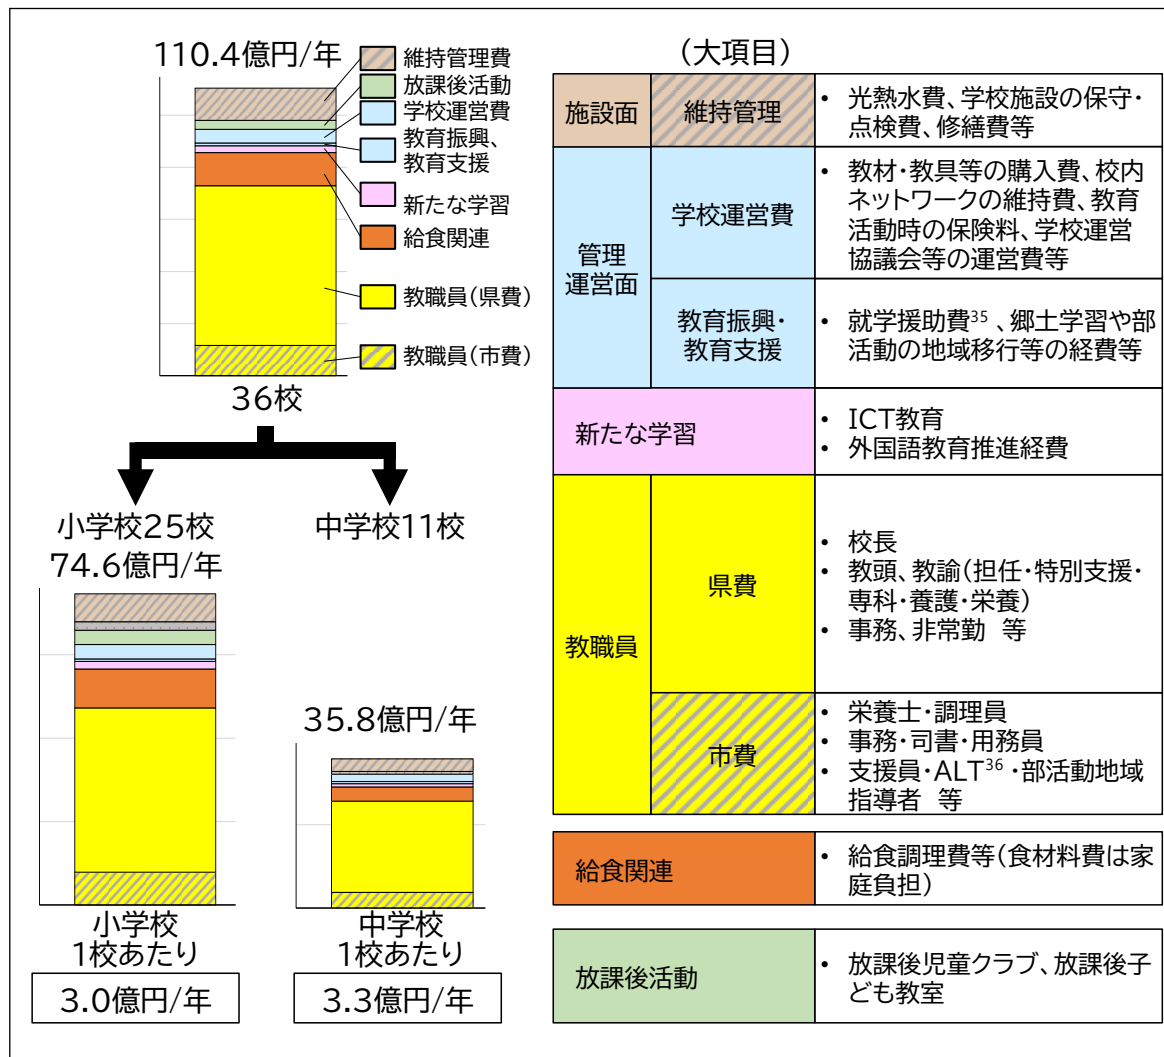 110.4億円/年
維持管理費
放課後活動
学校運営費
教育振興、
教育支援
新たな学習
給食関連
教職員(県費)
教職員(市費)
36校
小学校25校
74.6億円/年
中学校11校
35.8億円/年
小学校
1校あたり
3.0億円/年
中学校
1校あたり
3.3億円/年
(大項目)
施設面
維持管理
• 光熱水費、学校施設の保守・
点検費、修繕費等
管理
運営面
学校運営費
• 教材・教具等の購入費、校内
ネットワークの維持費、教育
活動時の保険料、学校運営
協議会等の運営費等
教育振興・
教育支援
• 就学援助費35 、郷土学習や部
活動の地域移行等の経費等
新たな学習
• ICT教育
• 外国語教育推進経費
教職員
県費
• 校長
• 教頭、教諭(担任・特別支援・
専科・養護・栄養)
• 事務、非常勤 等
市費
• 栄養士・調理員
• 事務・司書・用務員
• 支援員・ALT36 ・部活動地域
指導者 等
給食関連
• 給食調理費等(食材料費は家
庭負担)
放課後活動
• 放課後児童クラブ、放課後子
ども教室